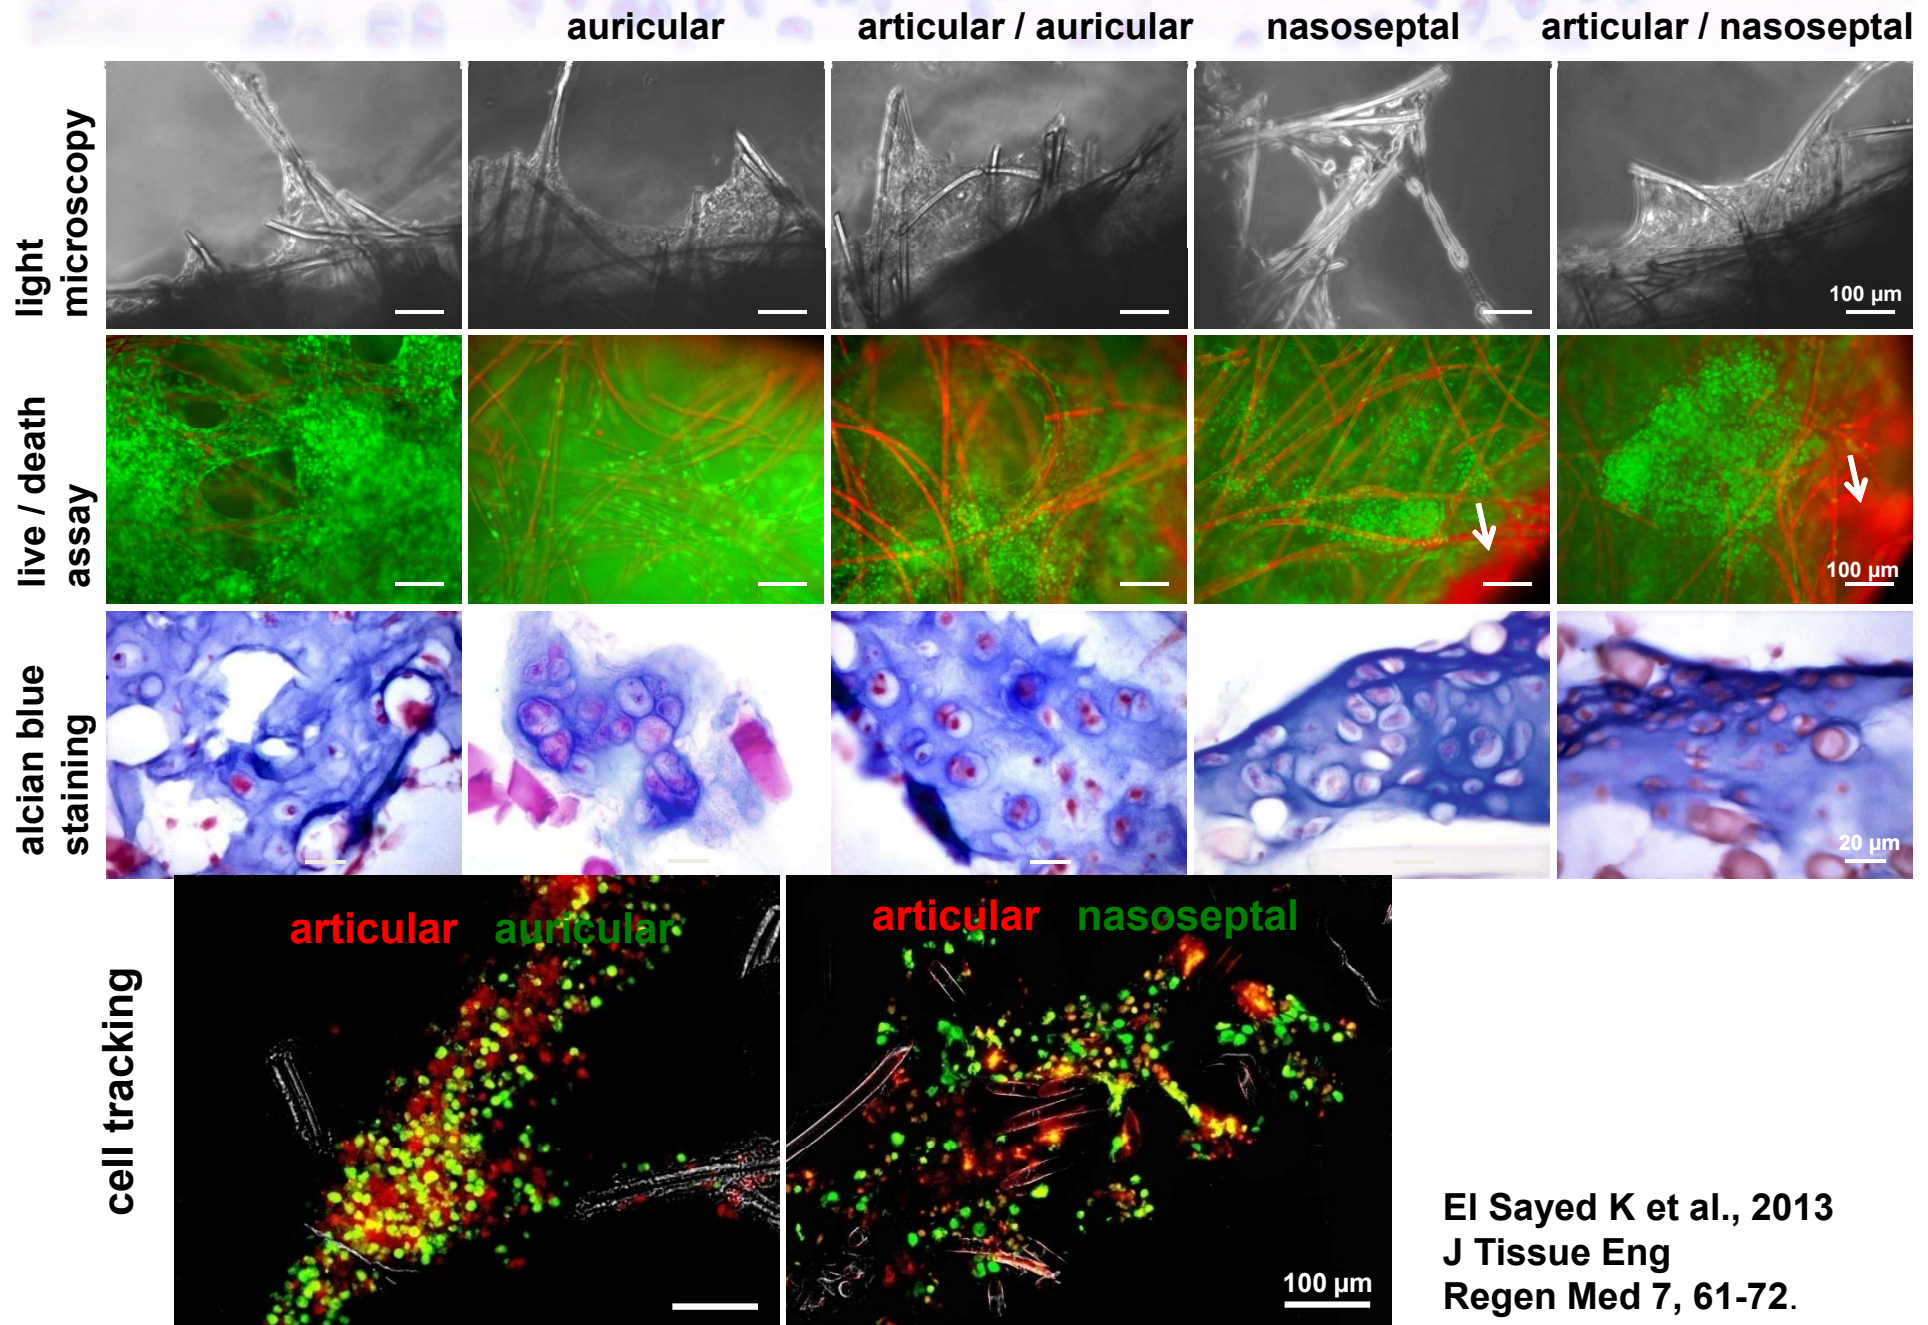 auricular
articular / auricular
nasoseptal
articular / nasoseptal
light
microscopy
100 µm
live / death
assay
100 µm
alcian blue
staining
20 µm
cell tracking
articular auricular
articular nasoseptal
100 µm
El Sayed K et al., 2013
J Tissue Eng
Regen Med 7, 61-72.